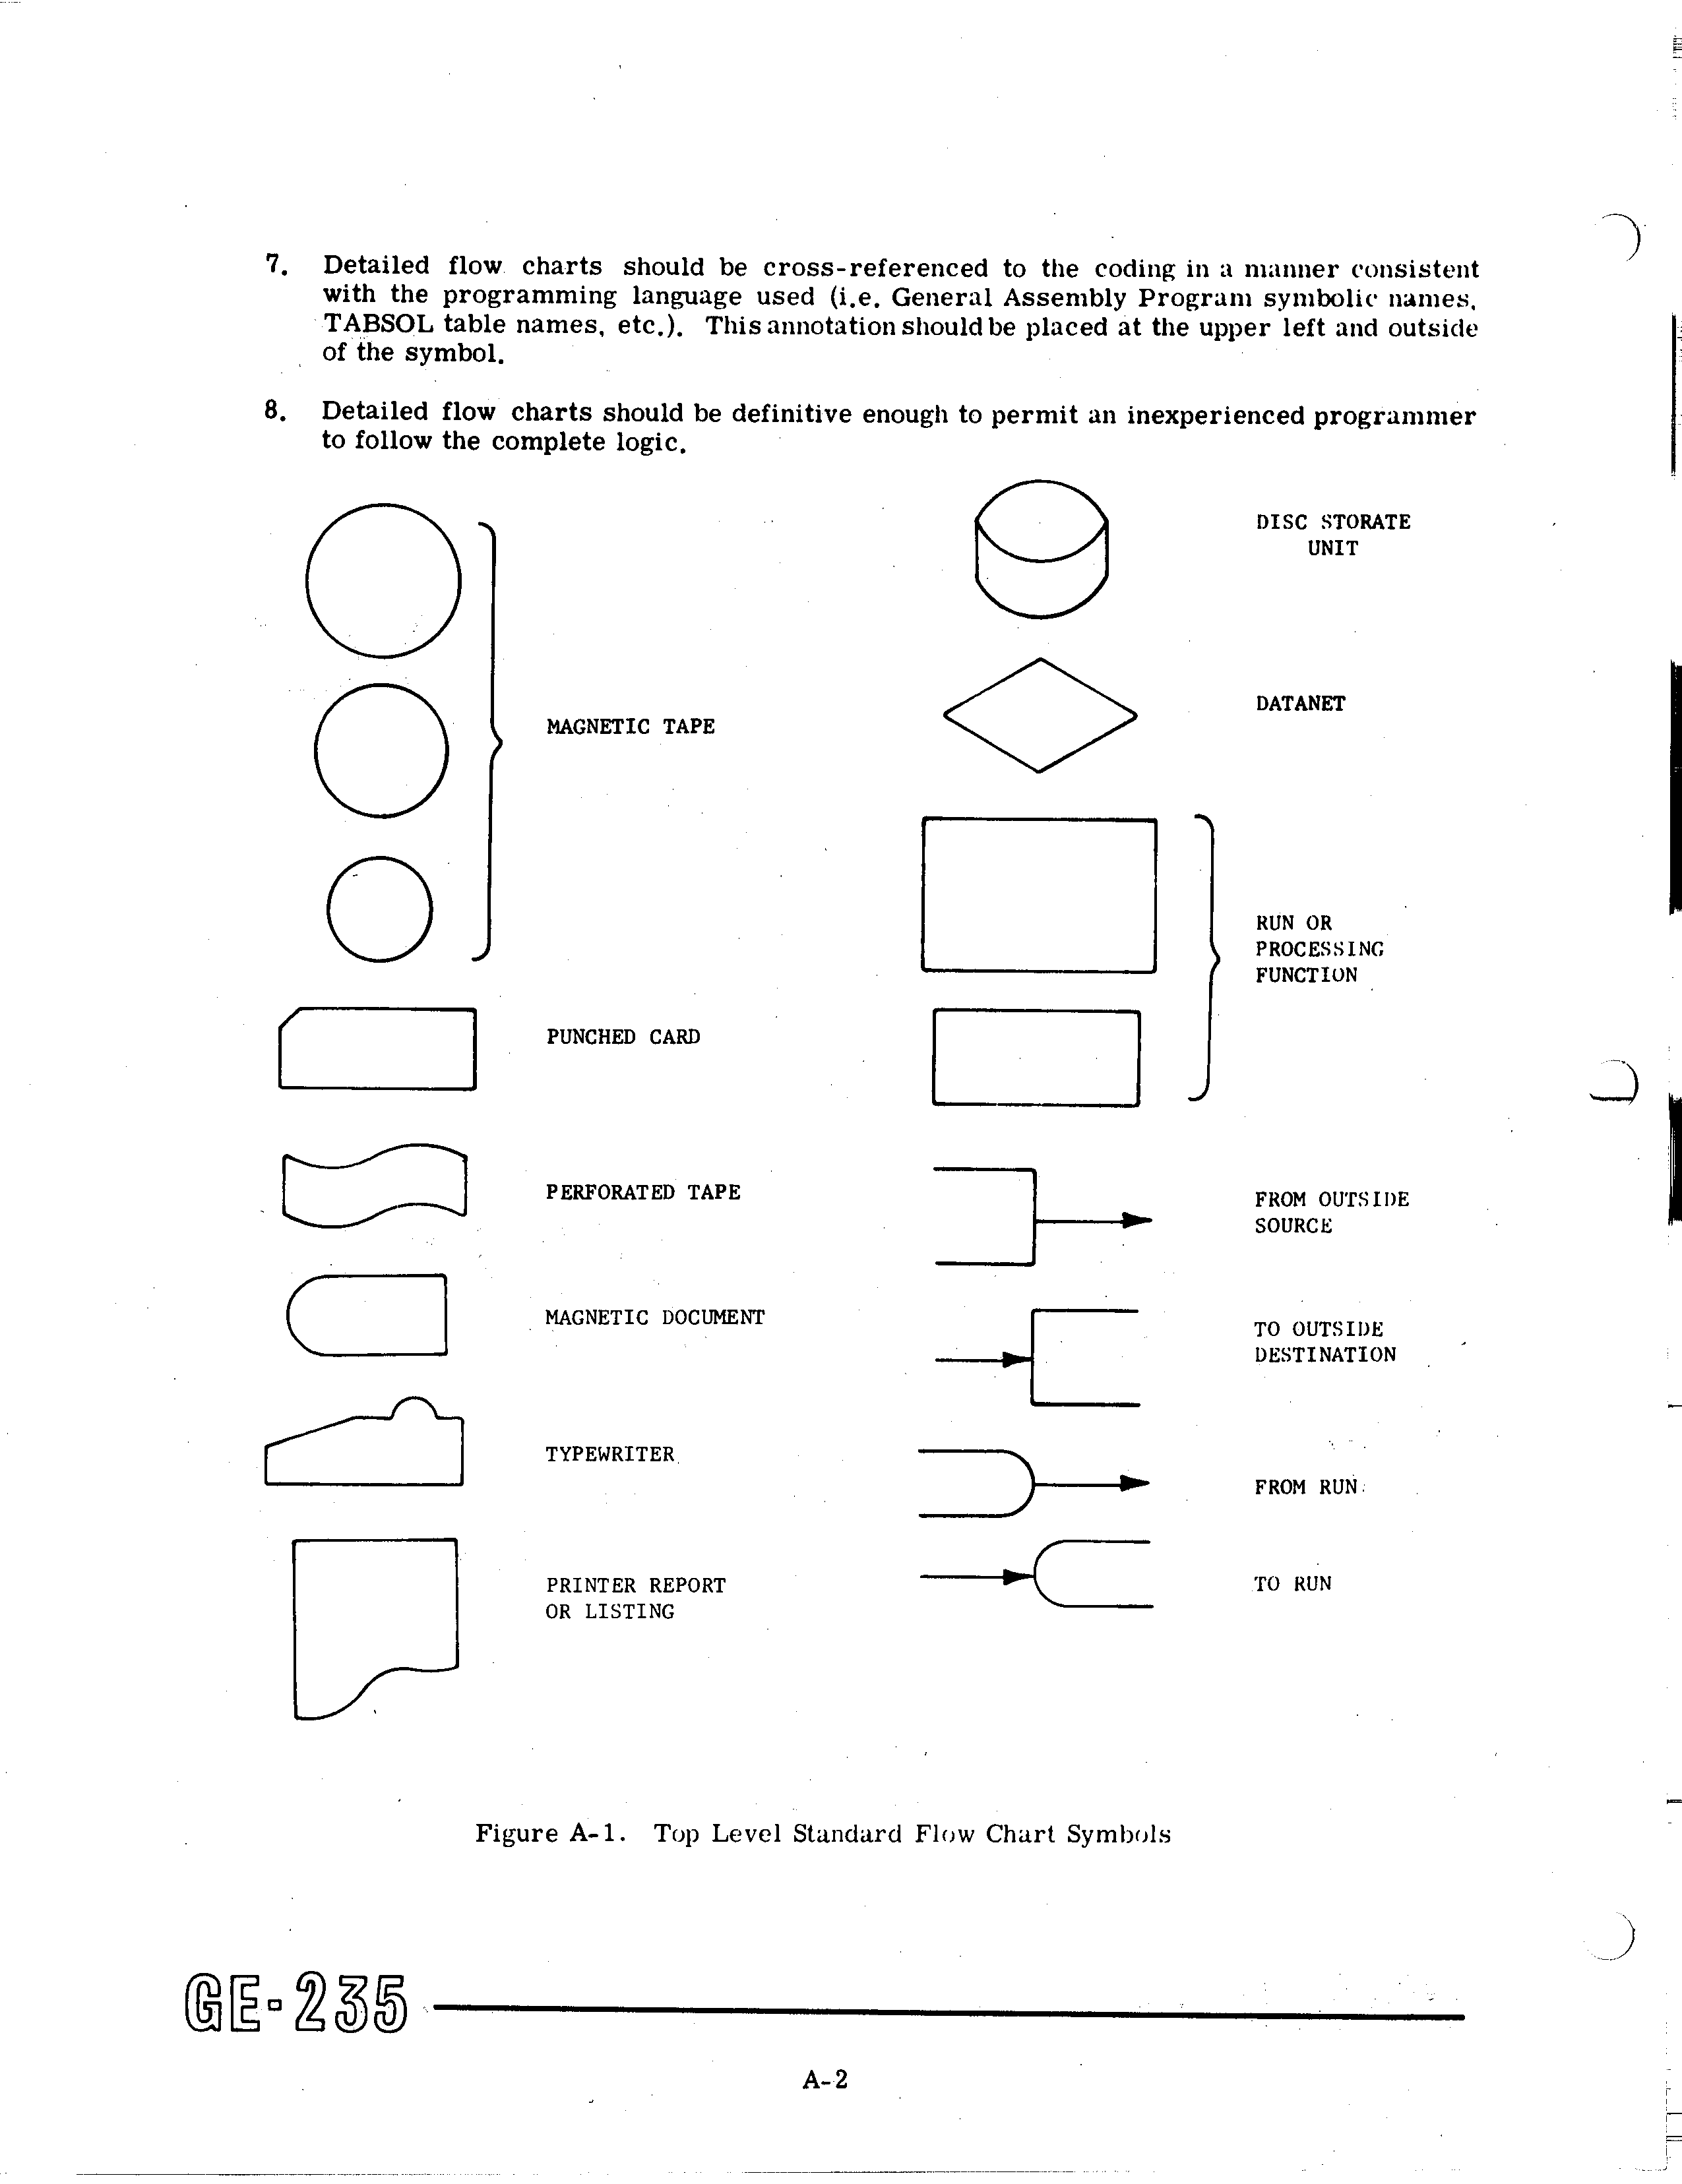 7. Detailed flow charts should be cross-referenced to the coding in a manner consistent
with the programming language used (i.e. General Assembly Program symbolic names,
TABSOL table names, etc.). This annotation should be placed at the upper left and outside
of the symbol.
8. Detailed flow charts should be definitive enough to permit an inexperienced programmer
to follow the complete logic.
MAGNETIC TAPE
PUNCHED CARD
PERFORATED TAPE
MAGNETIC DOCUMENT
TYPEWRITER
PRINTER REPORT
OR LISTING
DISC STORATE
UNIT
DATANET
RUN OR
PROCESSING
FUNCTION
FROM OUTSIDE
SOURCE
TO OUTSIDE
DESTINATION
FROM RUN
TO RUN
Figure A-1. Top Level Standard Flow Chart Symbols
GE-235
A-2